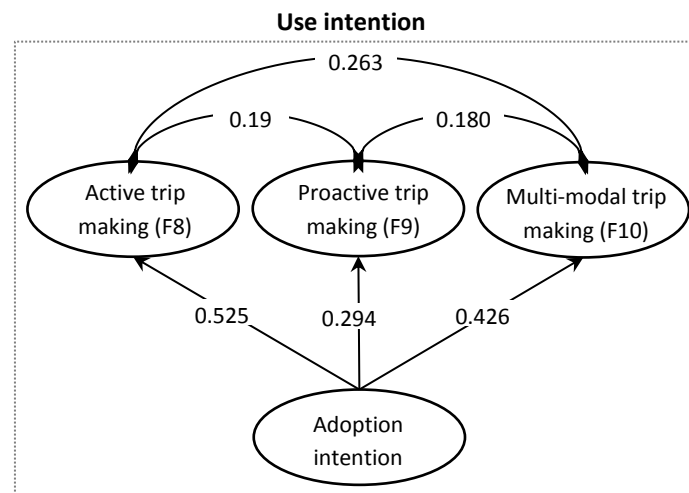 Use intention
0.263
0.19
0.180
Active trip
making (F8)
Proactive trip
making (F9)
Multi-modal trip
making (F10)
0.525
0.294
0.426
Adoption
intention